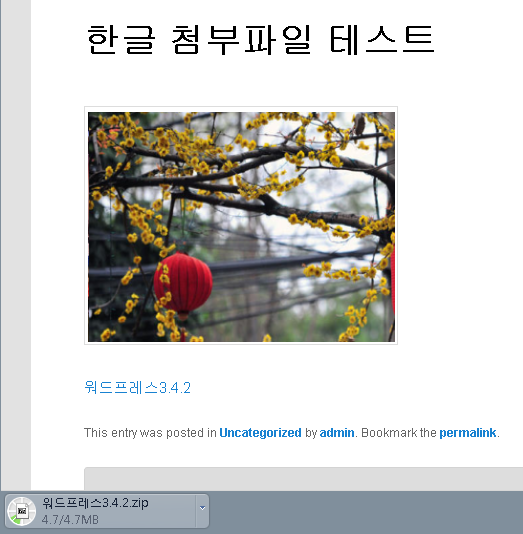 한글 첨부파일 테스트
워드프레스3.4.2
This entry was posted in Uncategorized by admin. Bookmark the permalink.
워드프레스3.4.2.zip
4.7/4.7MB